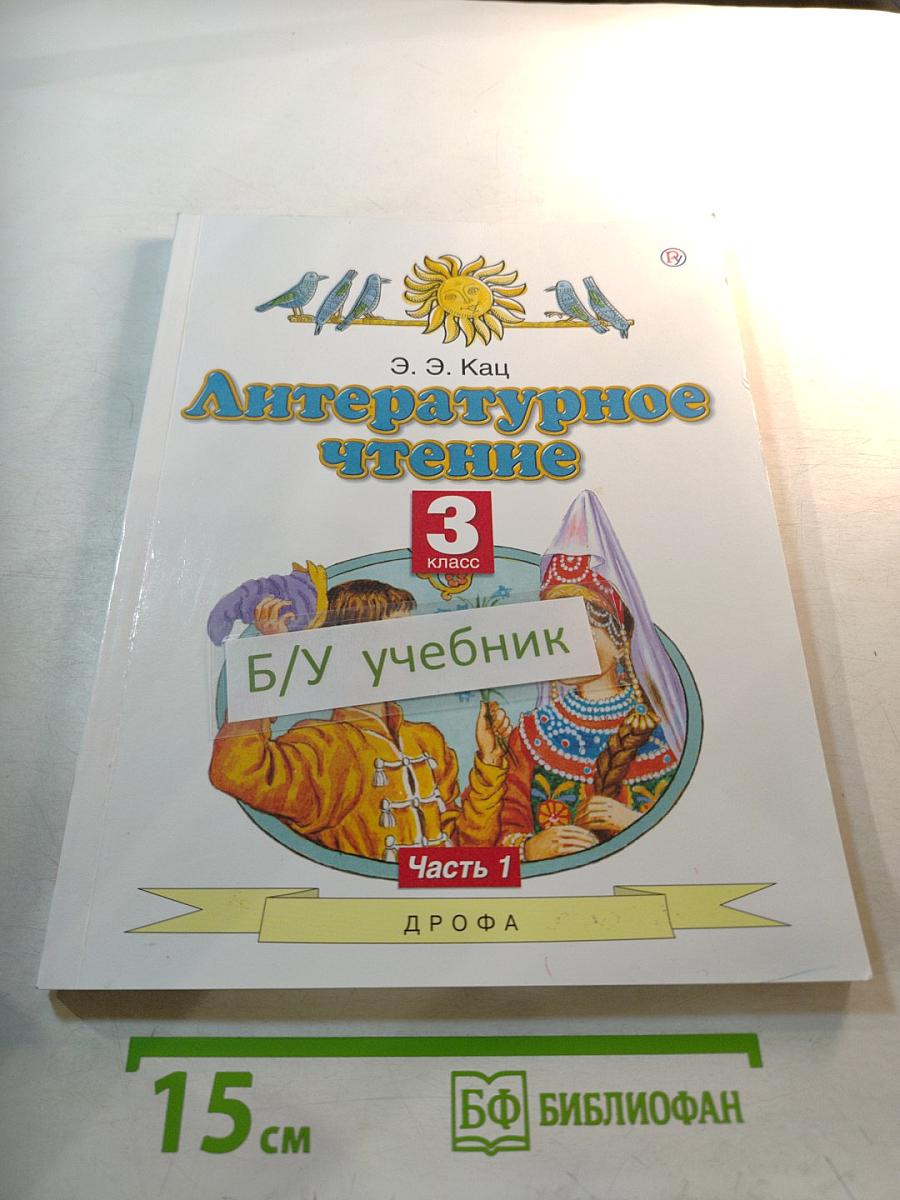 Э. Э. Кац
Литературное
чтение
3
класс
Б/У учебник
Часть 1
ДРОФА
15 см
БФ БИБЛИОФАН